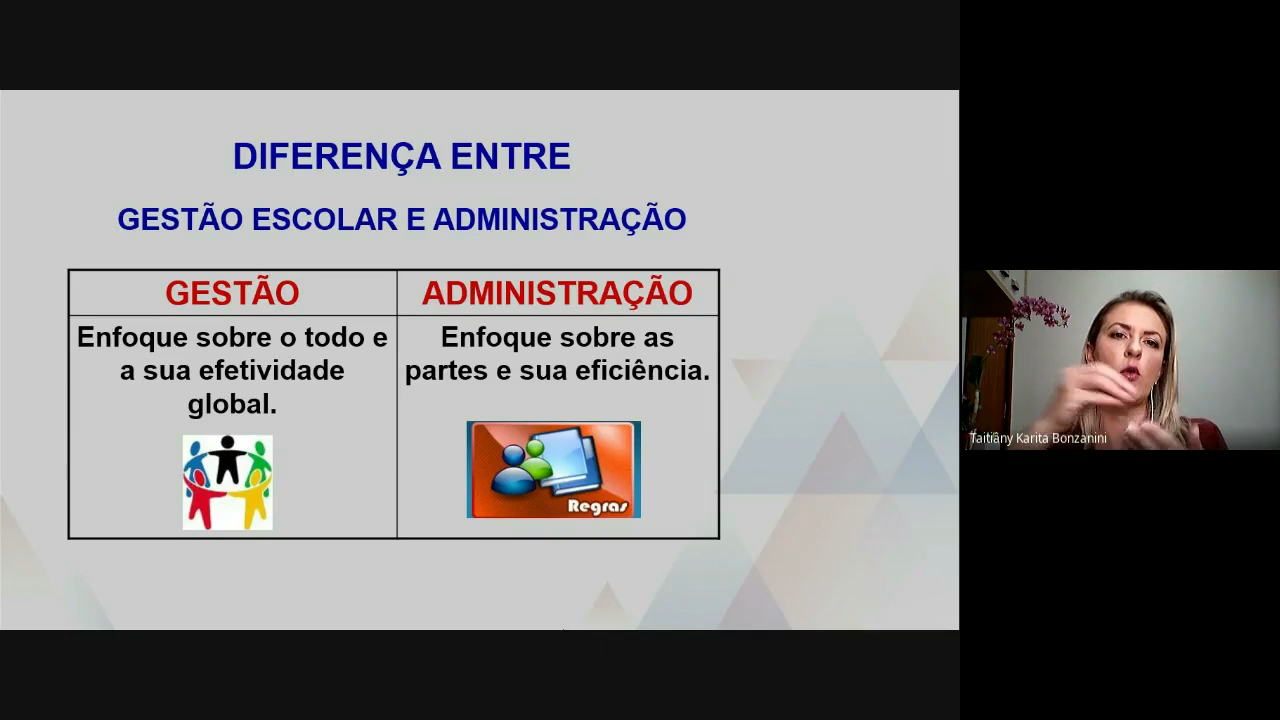 DIFERENÇA ENTRE
GESTÃO ESCOLAR E ADMINISTRAÇÃO
GESTÃO
ADMINISTRAÇÃO
Enfoque sobre o todo e
a sua efetividade
global.
Enfoque sobre as
partes e sua eficiência.
Regras
Taitiâny Karita Bonzanini